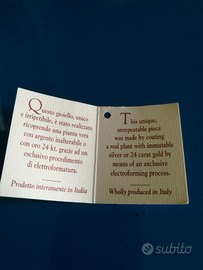 Questo gioiello, unico
e irripetibile, è stato realizzato
ricoprendo una pianta vera
con argento inalterabile o
con oro 24 kt. grazie ad un
esclusivo procedimento
di elettroformatura.
Prodotto interamente in Italia
This unique,
unrepeatable piece
was made by coating
a real plant with immutable
silver or 24 carat gold by
means of an axclusive
electroforming process.
Wholly produced in Italy
subito